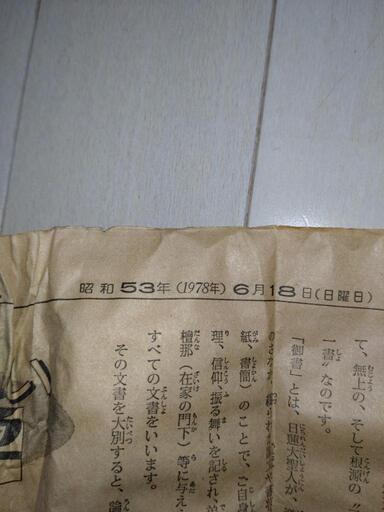 昭和53年(1978年)6月18日(日曜日)
て、無上の、そして根源の
一書"なのです。
「御書」とは、日蓮大聖人が、
紙、書簡）のことで、ご自身
理、信仰、振る舞いを記され、
檀那（在家の門下）等に与え
すべての文書をいいます。
その文書を大別すると、論